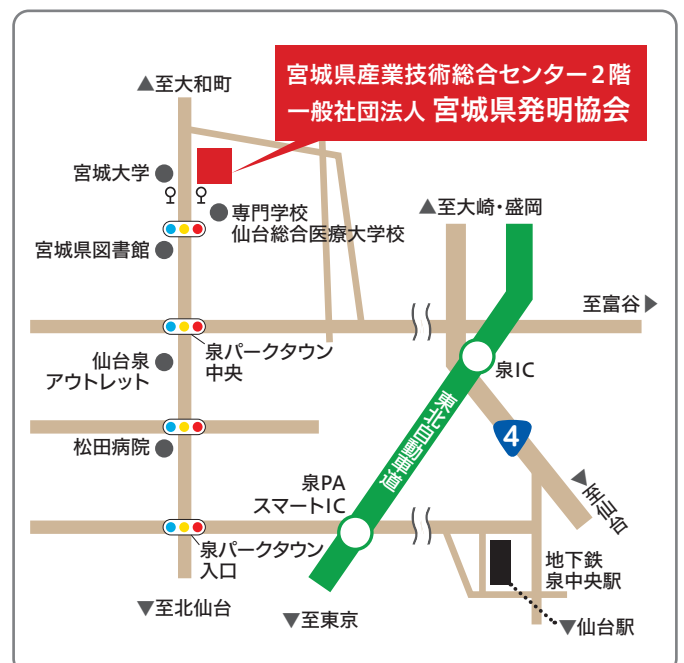 宮城県産業技術総合センター2階
一般社団法人 宮城県発明協会
▲至大和町
宮城大学
専門学校
仙台総合医療大学校
宮城県図書館
▲至大崎・盛岡
至富谷▶
泉パークタウン
中央
仙台泉
アウトレット
泉IC
東北自動車道
4
松田病院
▲至仙台
泉PA
スマートIC
泉パークタウン
入口
地下鉄
泉中央駅
▼至北仙台
▼至東京
▼仙台駅